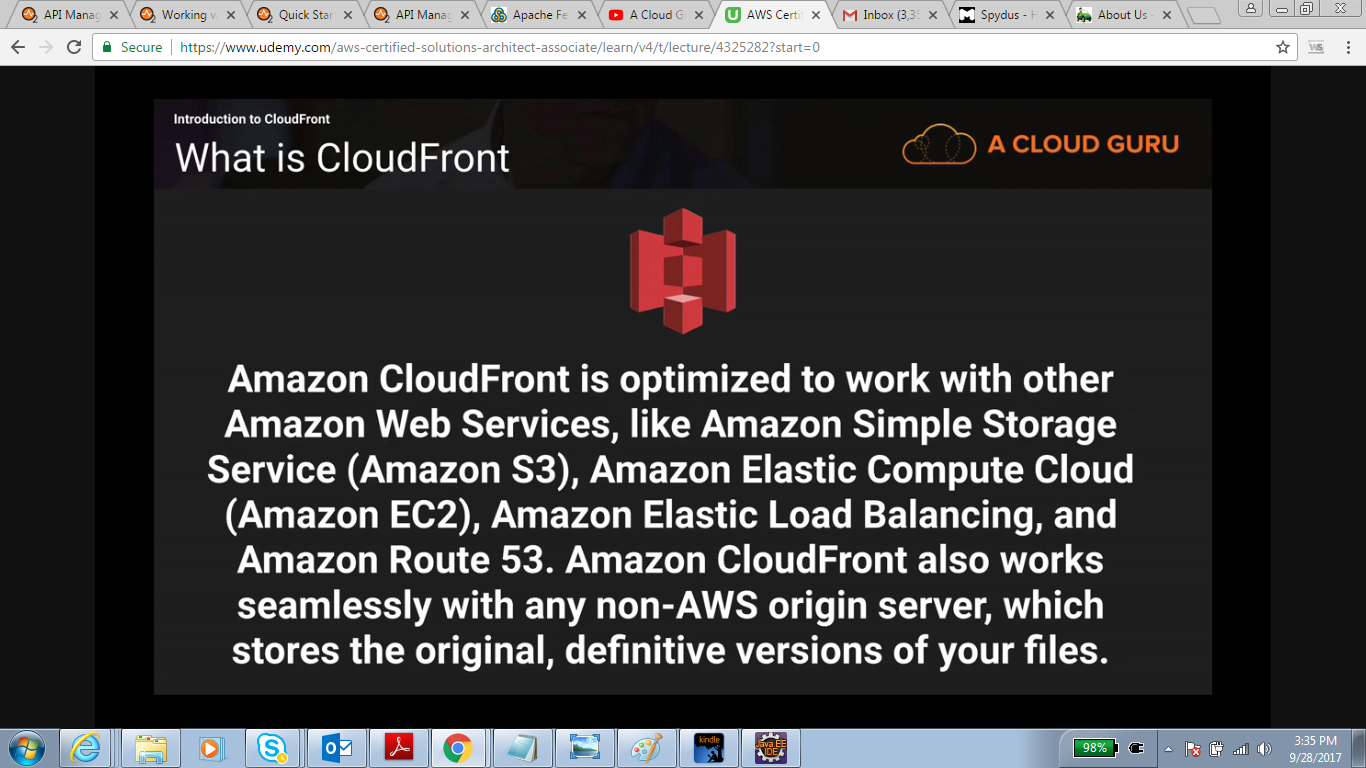 API Manag
Working w
Quick Star
API Manag
Apache Fe
A Cloud G
AWS Certi
Inbox (3,3
Spydus - H
About Us -
Secure
https://www.udemy.com/aws-certified-solutions-architect-associate/learn/v4/t/lecture/4325282?start=0
Introduction to CloudFront
What is CloudFront
A CLOUD GURU
Amazon CloudFront is optimized to work with other
Amazon Web Services, like Amazon Simple Storage
Service (Amazon S3), Amazon Elastic Compute Cloud
(Amazon EC2), Amazon Elastic Load Balancing, and
Amazon Route 53. Amazon CloudFront also works
seamlessly with any non-AWS origin server, which
stores the original, definitive versions of your files.
kindle
Java EE
IDE
98%
3:35 PM
9/28/2017